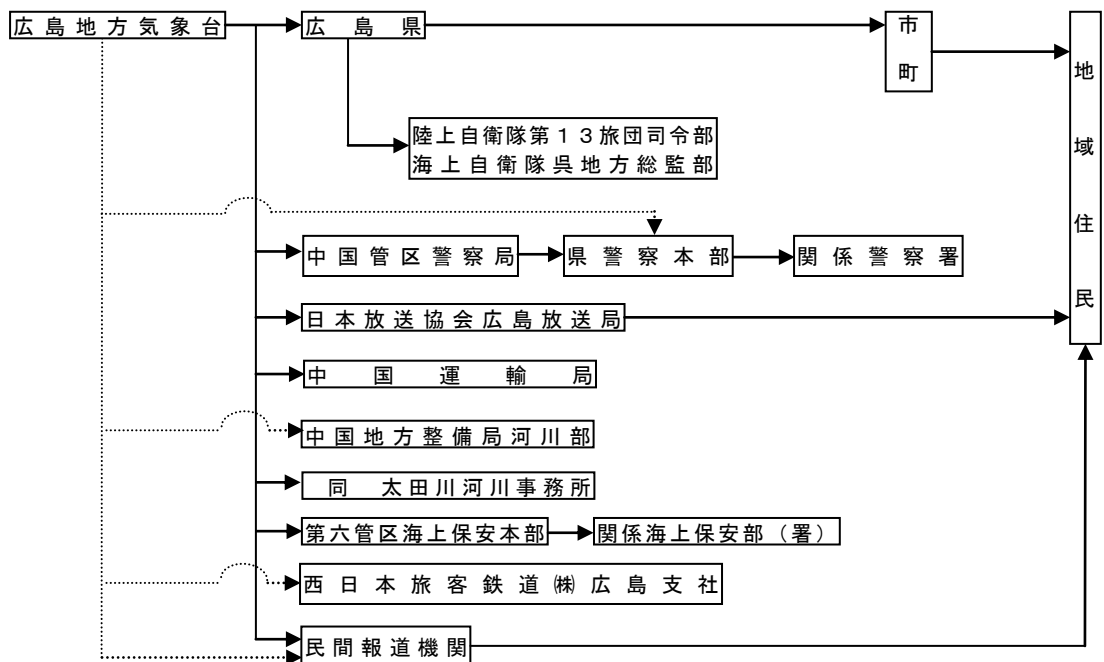 広島地方気象台
広島県
市町
地域住民
陸上自衛隊第１３旅団司令部
海上自衛隊呉地方総監部
中国管区警察局
県警察本部
関係警察署
日本放送協会広島放送局
中国運輸局
中国地方整備局河川部
同　太田川河川事務所
第六管区海上保安本部
関係海上保安部（署）
西日本旅客鉄道㈱広島支社
民間報道機関